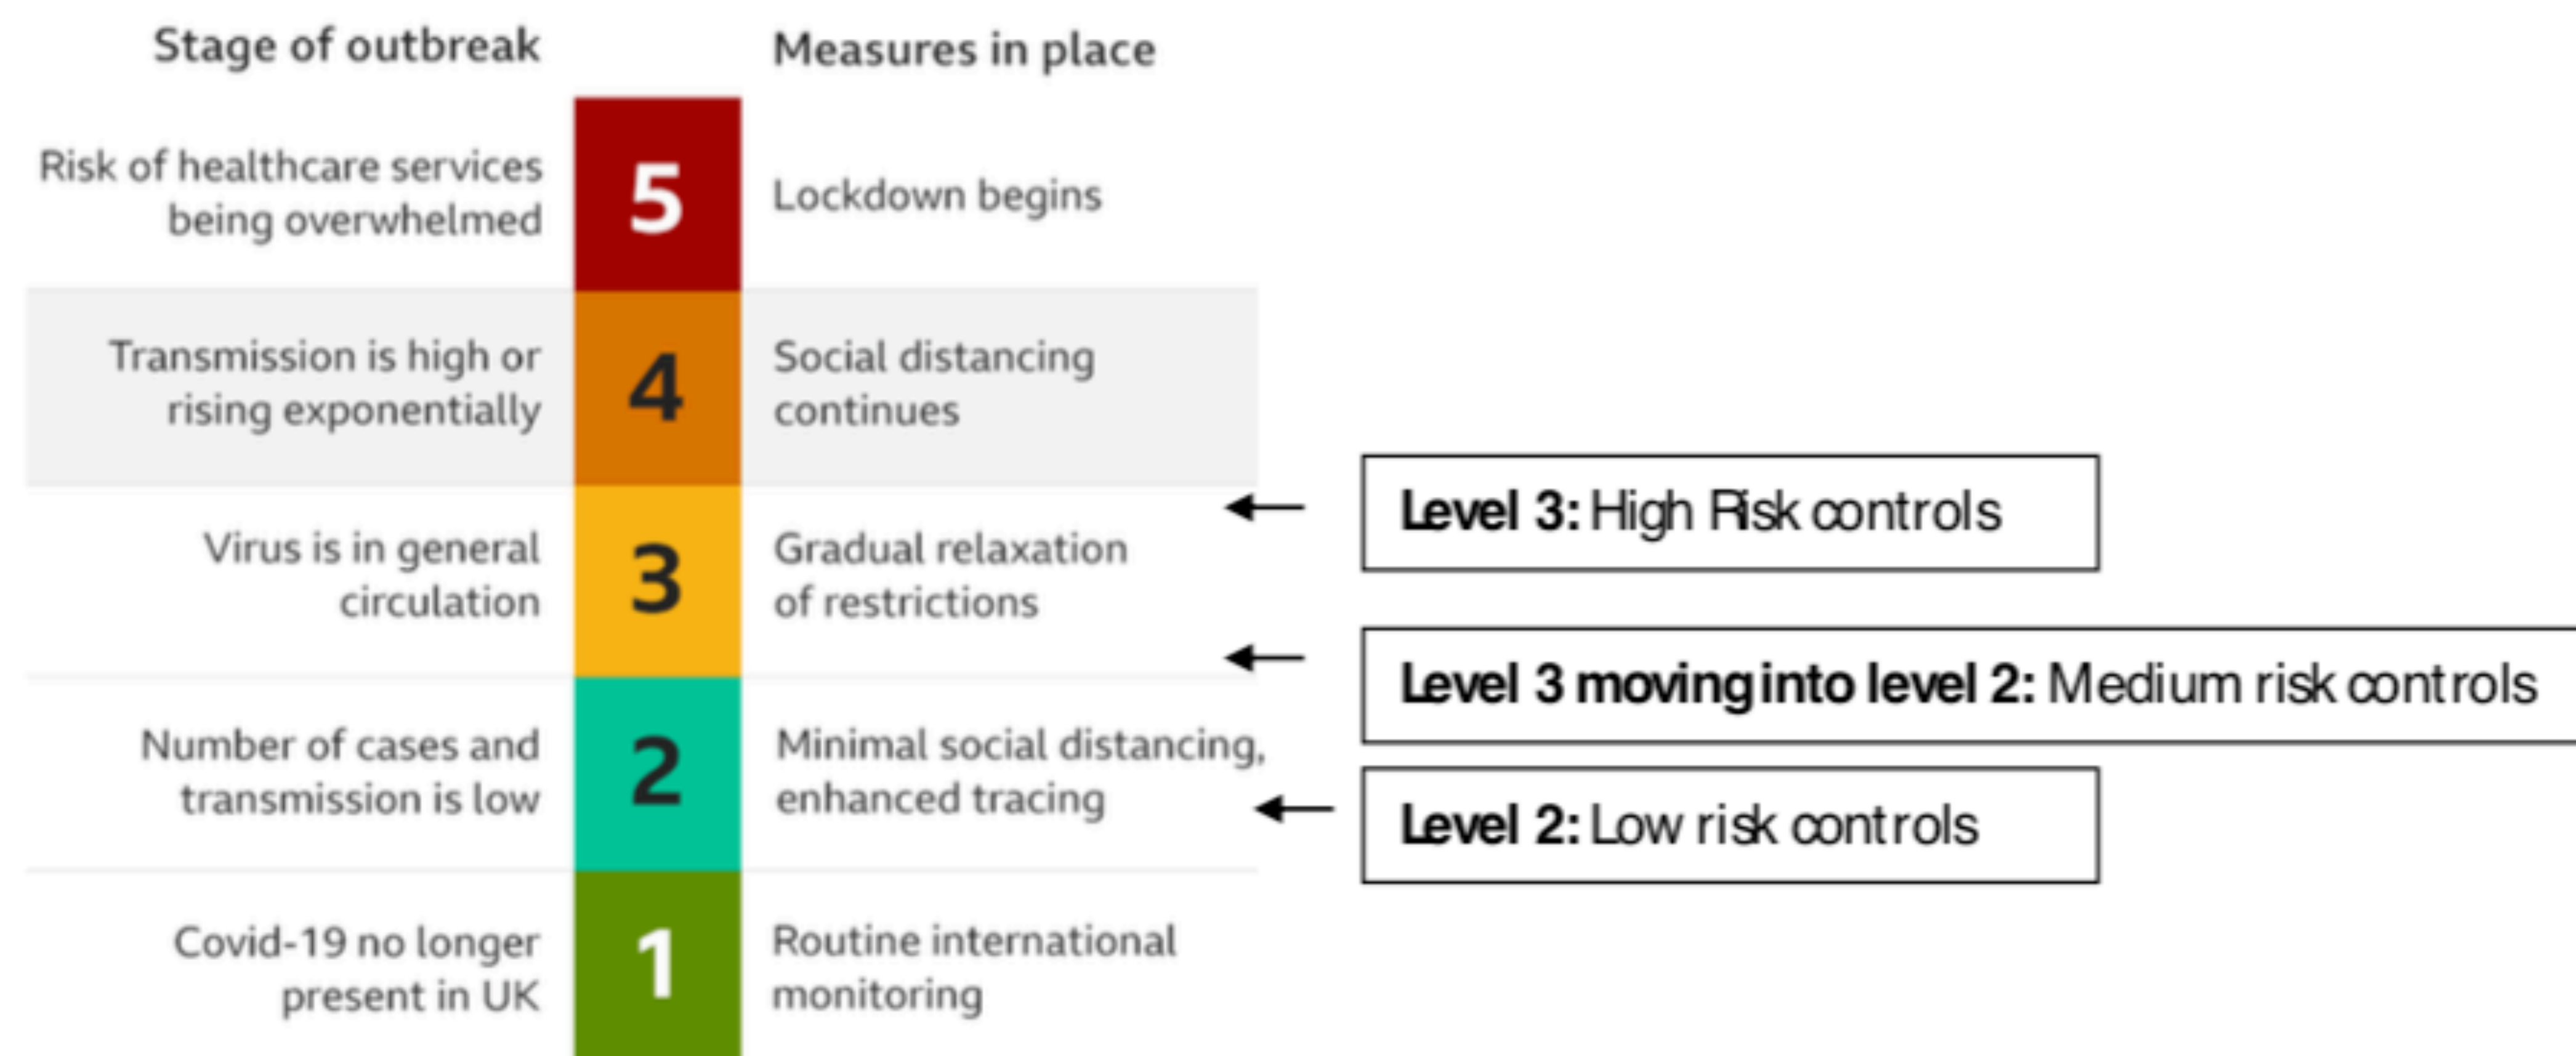 Stage of outbreak
Measures in place
Risk of healthcare services
being overwhelmed
5
Lockdown begins
Transmission is high or
rising exponentially
4
Social distancing
continues
Level 3: High Risk controls
Virus is in general
circulation
3
Gradual relaxation
of restrictions
Level 3 moving into level 2: Medium risk controls
Number of cases and
transmission is low
2
Minimal social distancing,
enhanced tracing
Level 2: Low risk controls
Covid-19 no longer
present in UK
1
Routine international
monitoring